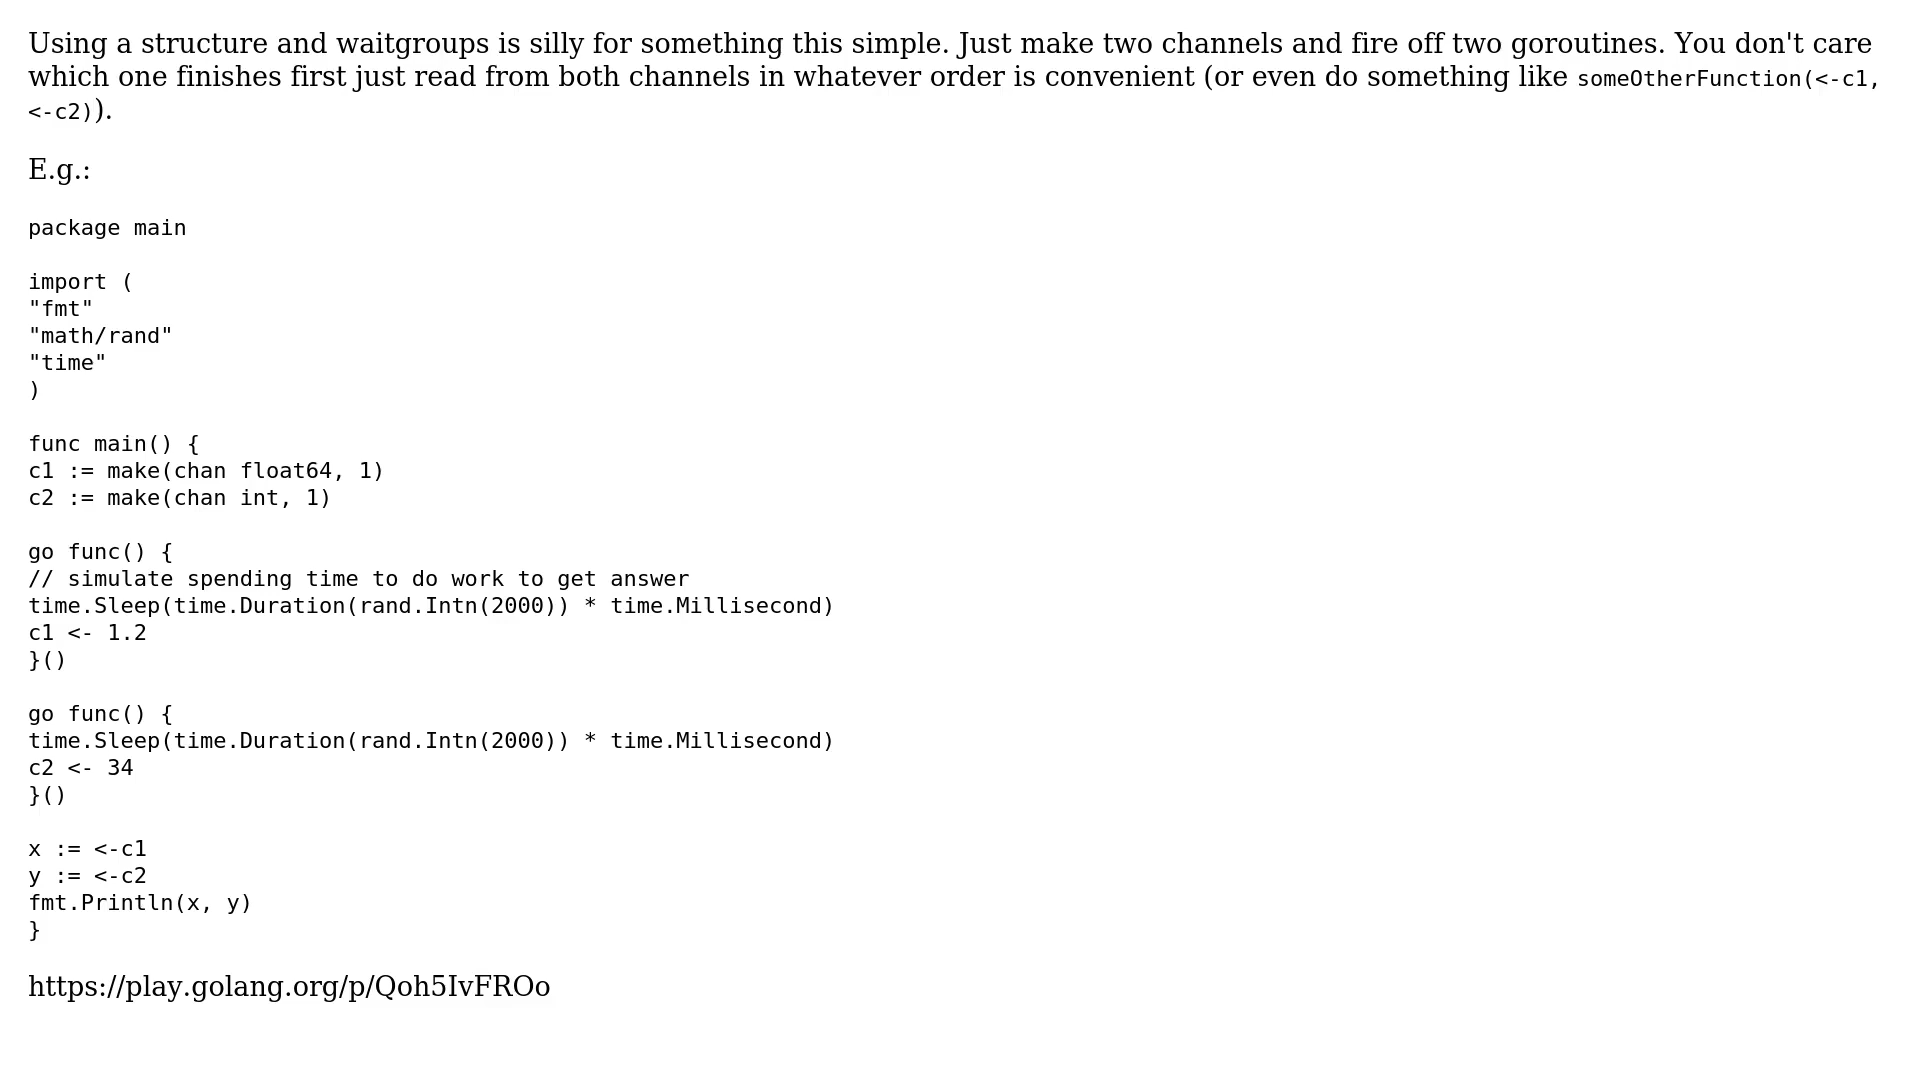 Using a structure and waitgroups is silly for something this simple. Just make two channels and fire off two goroutines. You don't care
which one finishes first just read from both channels in whatever order is convenient (or even do something like someOtherFunction(<-c1,
<-c2)).
E.g.:
package main
import (
"fmt"
"math/rand"
"time"
)
func main() {
c1 := make(chan float64, 1)
c2 := make(chan int, 1)
go func() {
// simulate spending time to do work to get answer
time.Sleep(time.Duration(rand.Intn(2000)) * time.Millisecond)
c1 <- 1.2
}()
go func() {
time.Sleep(time.Duration(rand.Intn(2000)) * time.Millisecond)
c2 <- 34
}()
x := <-c1
y := <-c2
fmt.Println(x, y)
}
https://play.golang.org/p/Qoh5IvFROo